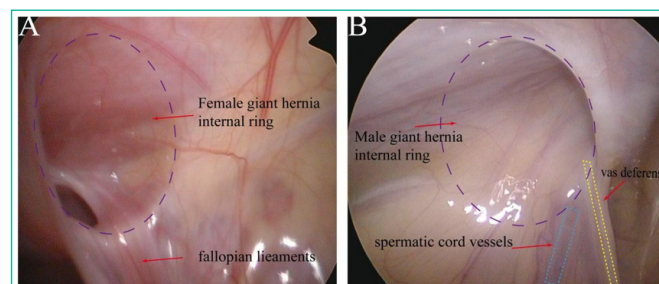 A
Female giant hernia
internal ring
fallopian lieaments
B
Male giant hernia
internal ring
vas deferens
spermatic cord vessels